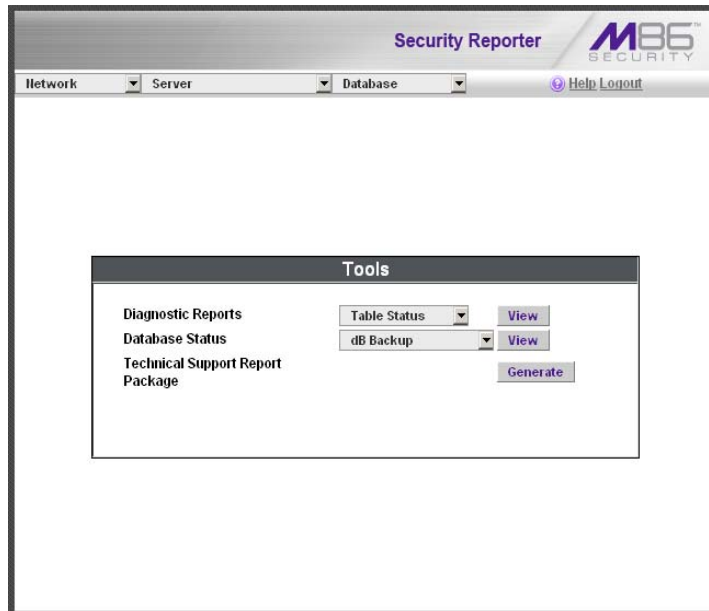 Security Reporter
M86™
SECURITY
Network Server Database Help Logout
Tools
Diagnostic Reports Table Status View
Database Status dB Backup View
Technical Support Report
Package Generate